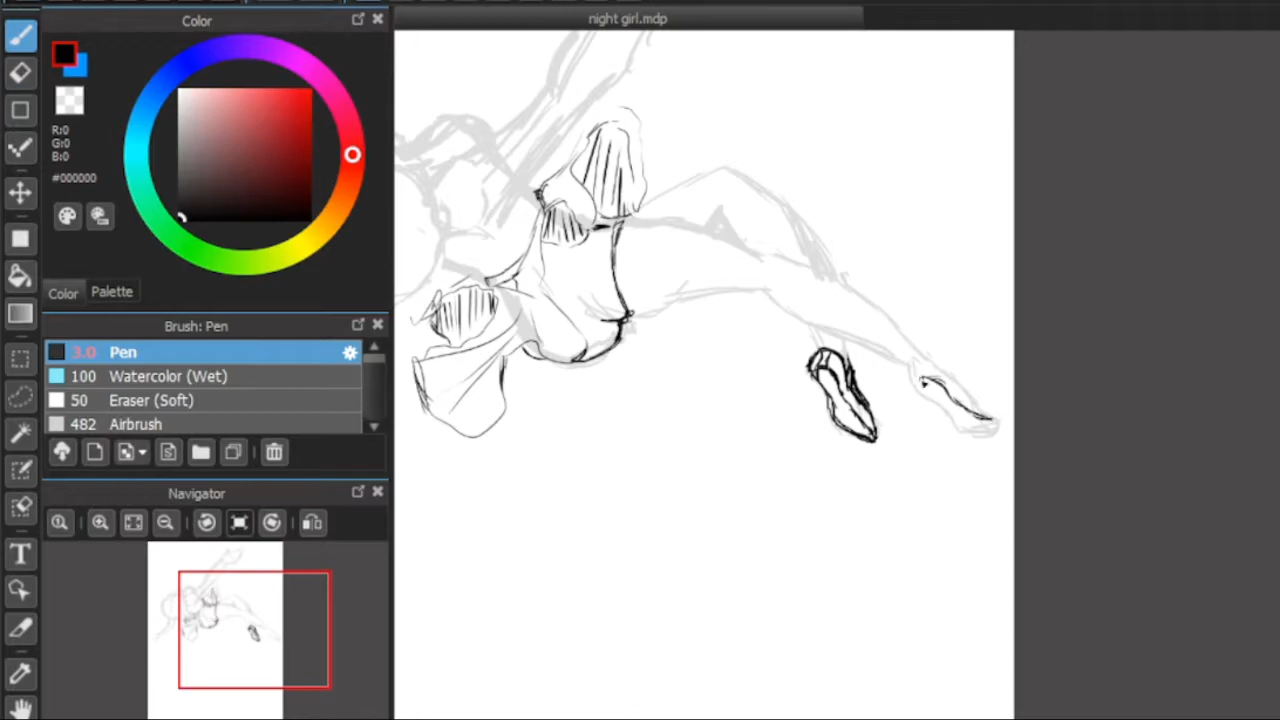 Color
night girl.mdp
R:0
G:0
B:0
#000000
Color
Palette
Brush: Pen
3.0 Pen
100 Watercolor (Wet)
50 Eraser (Soft)
482 Airbrush
Navigator
T